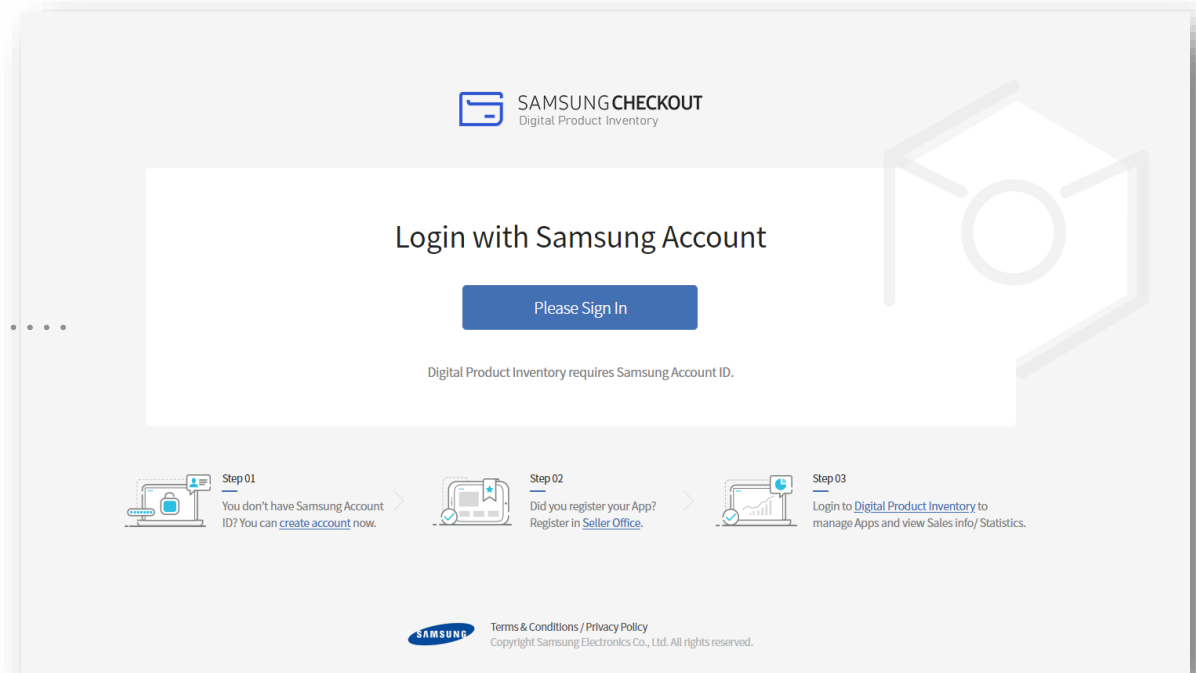 SAMSUNG CHECKOUT
Digital Product Inventory
Login with Samsung Account
Please Sign In
Digital Product Inventory requires Samsung Account ID.
Step 01
You don't have Samsung Account
ID? You can create account now.
Step 02
Did you register your App?
Register in Seller Office.
Step 03
Login to Digital Product Inventory to
manage Apps and view Sales info/ Statistics.
SAMSUNG
Terms & Conditions / Privacy Policy
Copyright Samsung Electronics Co., Ltd. All rights reserved.